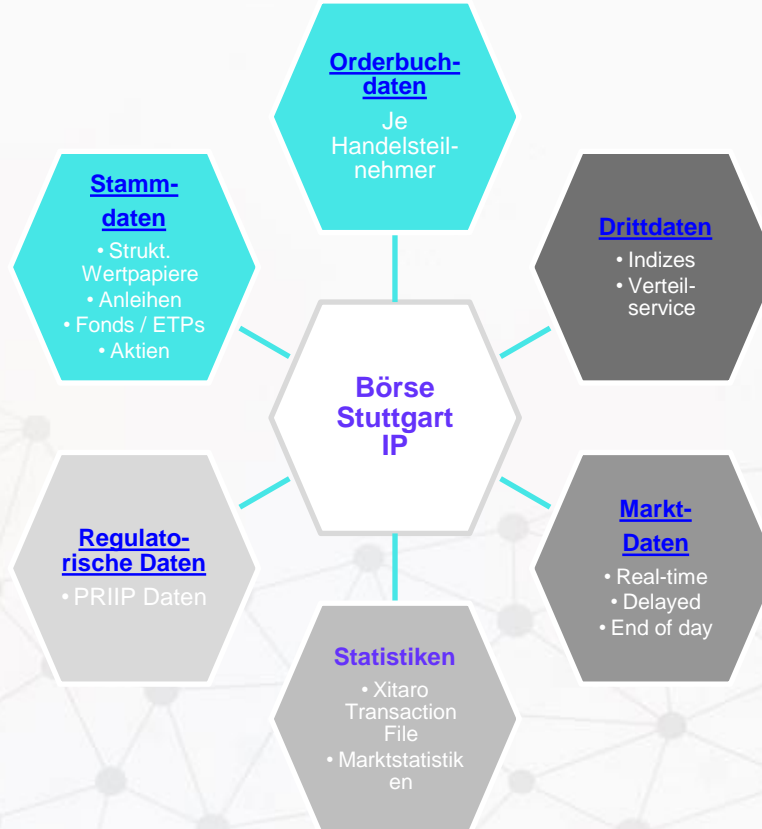 Orderbuch-
daten
Je
Handelsteil-
nehmer
Stamm-
daten
• Strukt.
Wertpapiere
• Anleihen
• Fonds / ETPs
• Aktien
Drittdaten
• Indizes
• Verteil-
service
Börse
Stuttgart
IP
Regulato-
rische Daten
• PRIIP Daten
Markt-
Daten
• Real-time
• Delayed
• End of day
Statistiken
• Xitaro
Transaction
File
• Marktstatistik
en